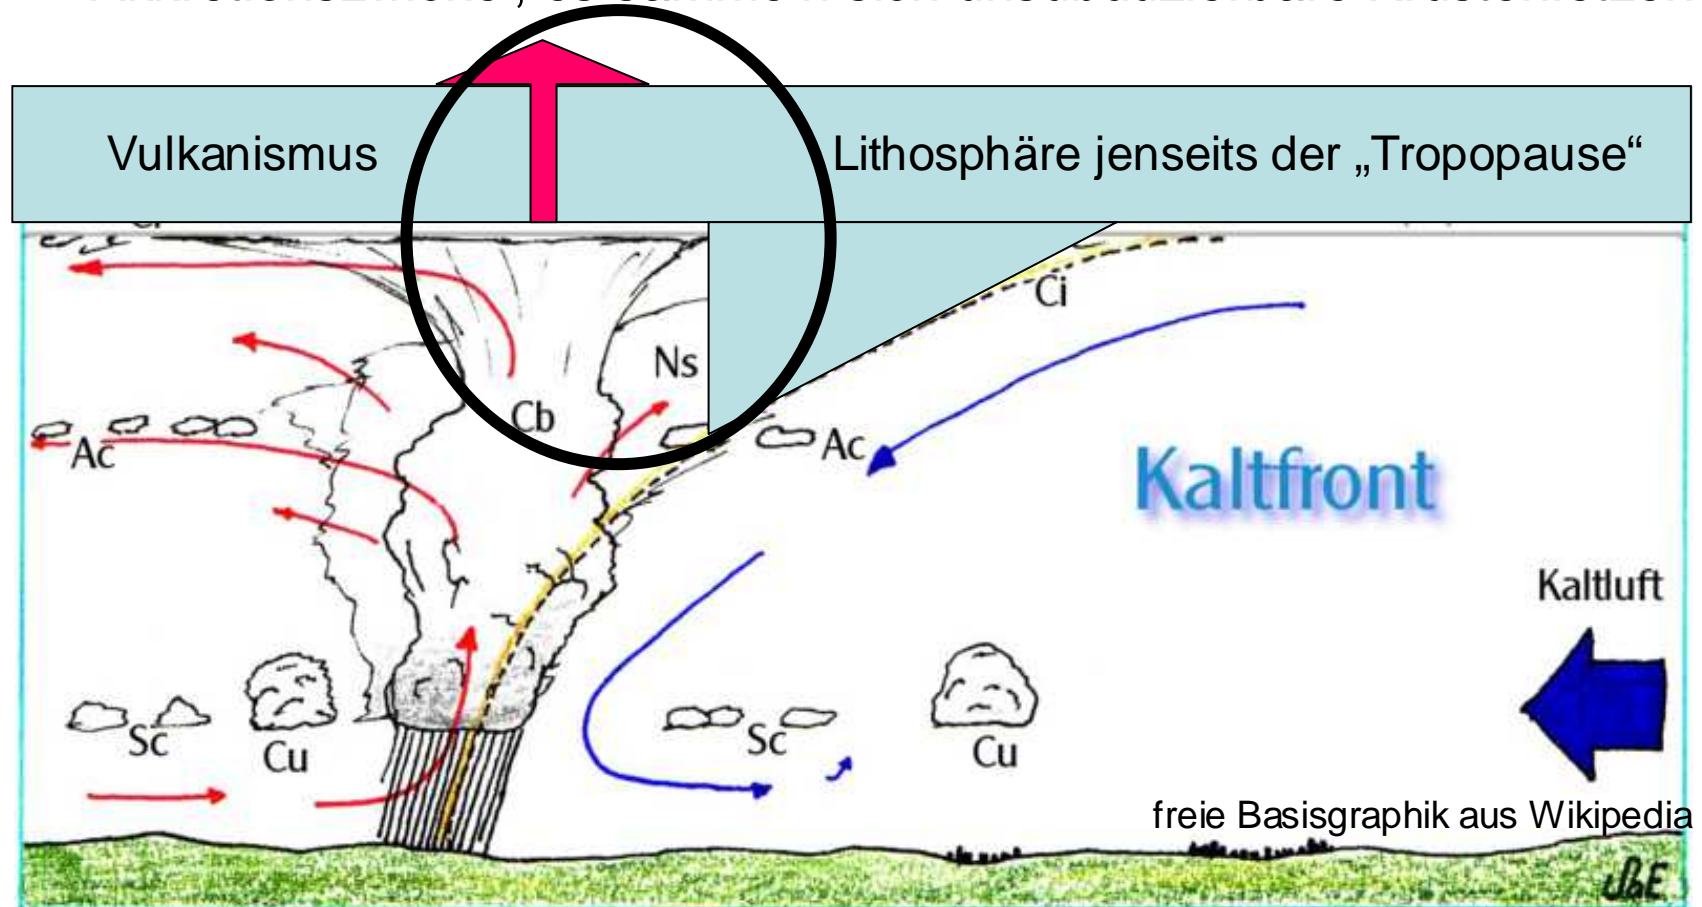 Vulkanismus
Lithosphäre jenseits der „Tropopause“
Ci
Ns
Cb
Ac
Ac
Kaltfront
Kaltluft
Sc
Cu
Sc
Cu
freie Basisgraphik aus Wikipedia